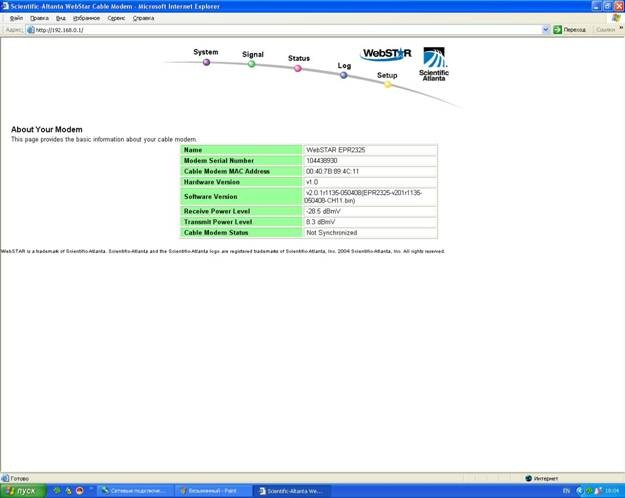 Scientific-Altanta WebStar Cable Modem - Microsoft Internet Explorer
Файл Правка Вид Избранное Сервис Справка
Адрес: http://192.168.0.1/ Переход Ссылки »
System Signal Status Log Setup
WebSTAR
Scientific
Atlanta
About Your Modem
This page provides the basic information about your cable modem.
Name WebSTAR EPR2325
Modem Serial Number 104438930
Cable Modem MAC Address 00:40:7B:89:4C:11
Hardware Version v1.0
Software Version v2.0.1r1135-050408(EPR2325-v201r1135-
050408-CH11.bin)
Receive Power Level -28.5 dBmV
Transmit Power Level 8.3 dBmV
Cable Modem Status Not Synchronized
WebSTAR is a trademark of Scientific-Atlanta. Scientific-Atlanta and the Scientific-Atlanta logo are registered trademarks of Scientific-Atlanta, Inc. 2004 Scientific-Atlanta, Inc. All rights reserved.
Готово Интернет
пуск Сетевые подключе... Безымянный - Paint Scientific-Altanta We... EN 18:04